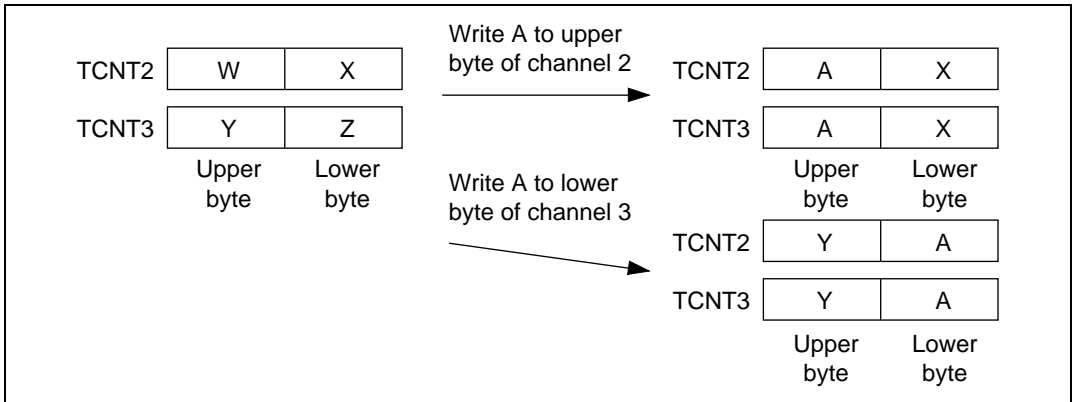 Write A to upper
byte of channel 2
TCNT2 W X
TCNT3 Y Z
Upper byte Lower byte
TCNT2 A X
TCNT3 A X
Upper byte Lower byte
Write A to lower
byte of channel 3
TCNT2 Y A
TCNT3 Y A
Upper byte Lower byte